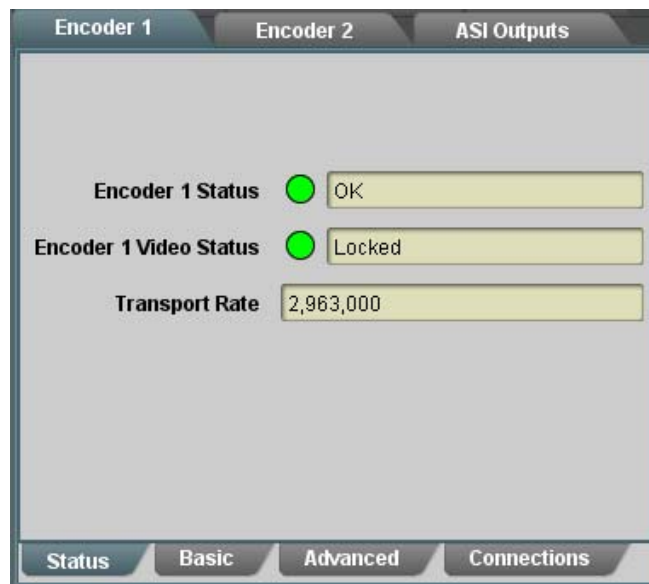 Encoder 1 Encoder 2 ASI Outputs
Encoder 1 Status OK
Encoder 1 Video Status Locked
Transport Rate 2,963,000
Status Basic Advanced Connections